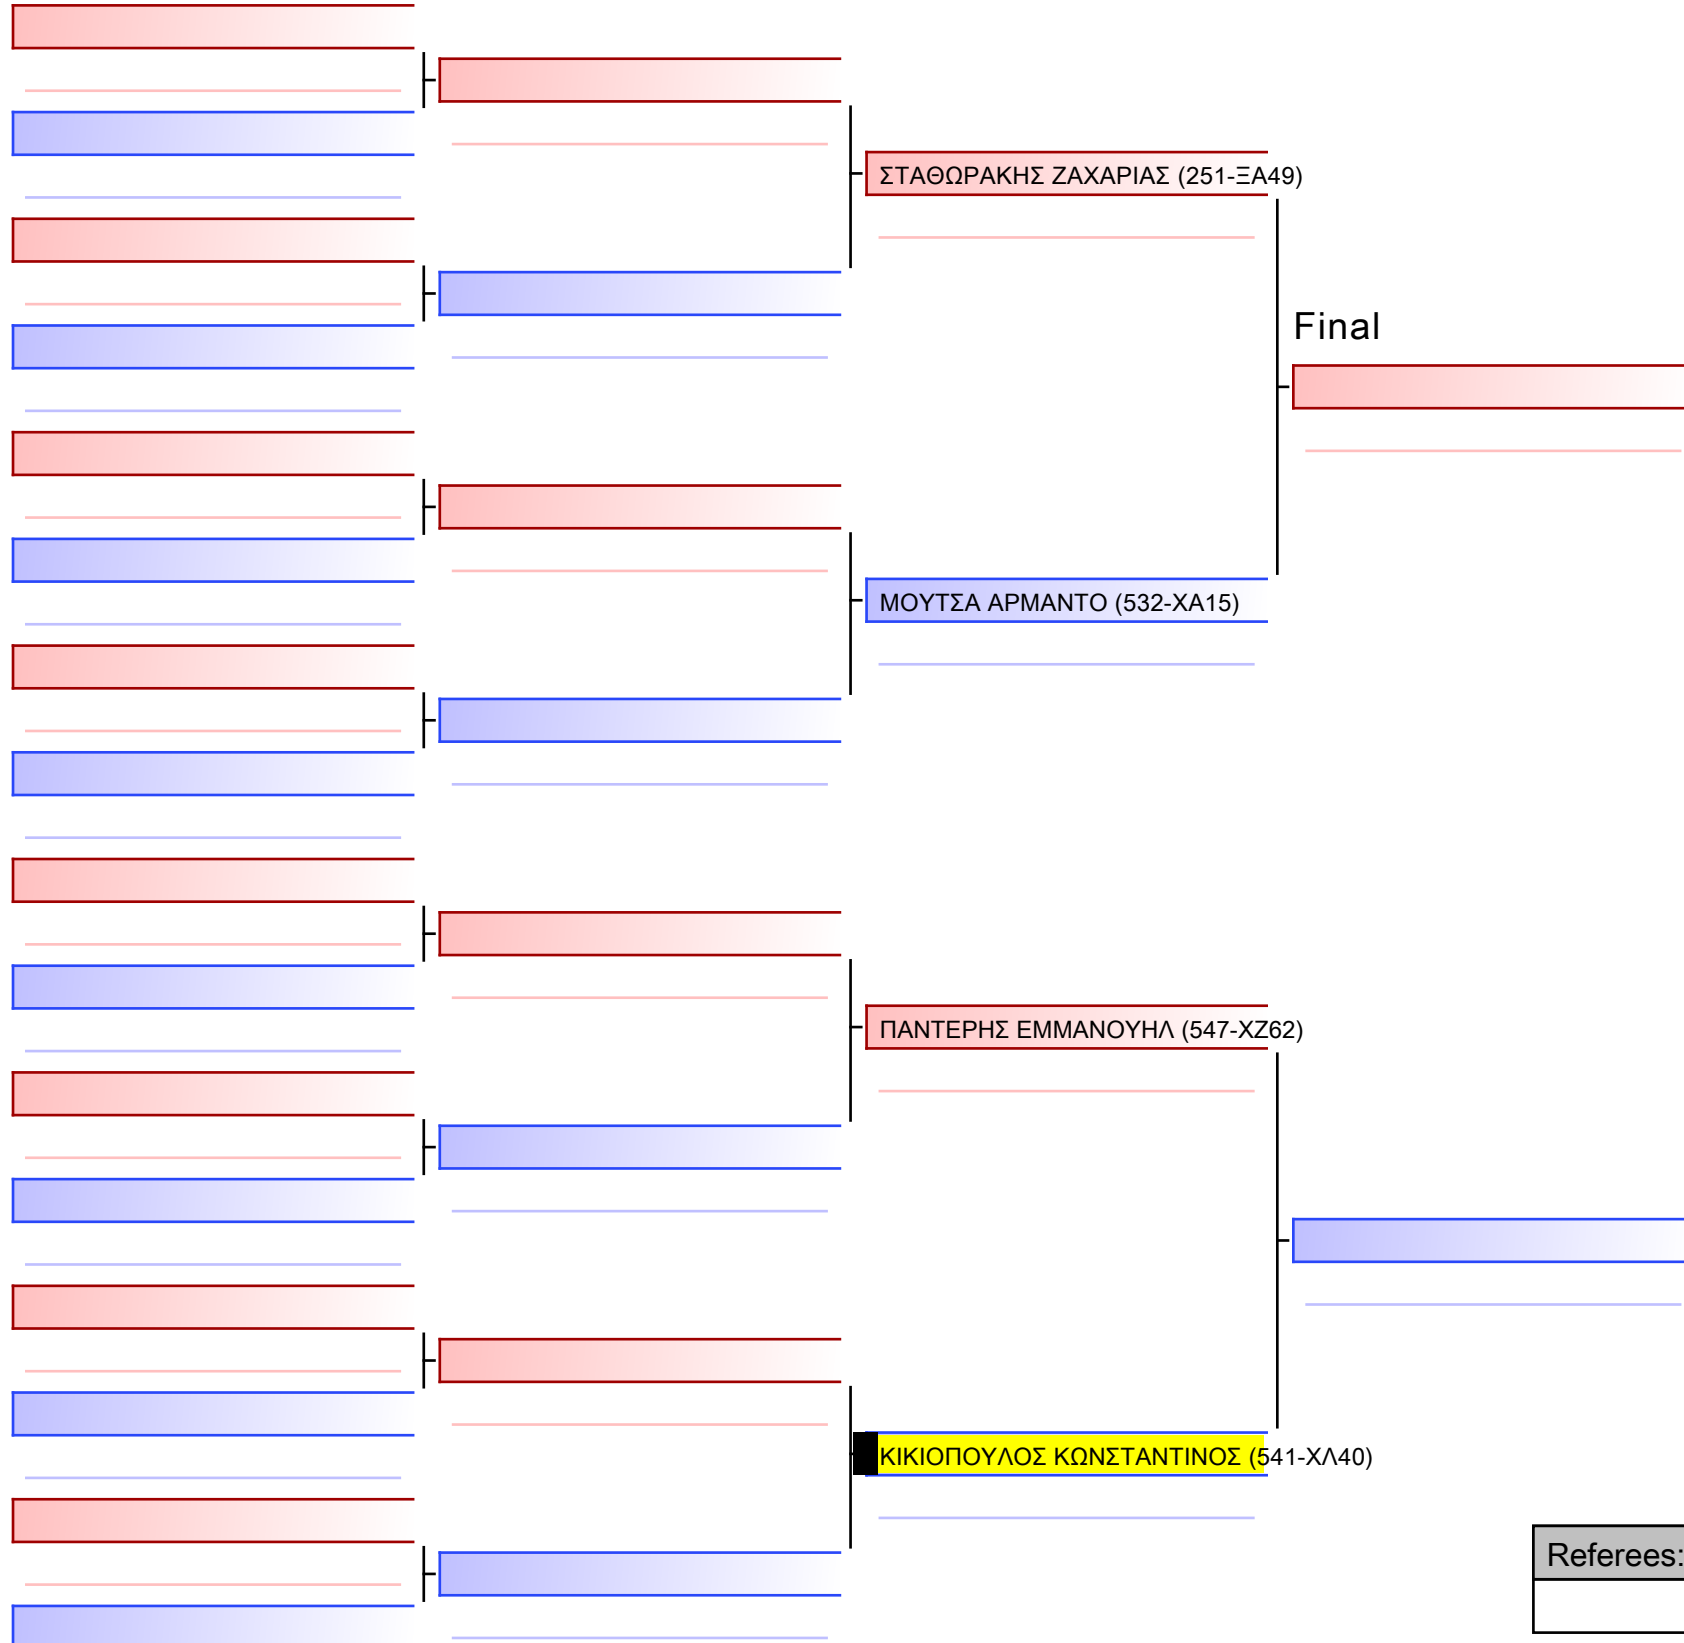 ΣΤΑΘΩΡΑΚΗΣ ΖΑΧΑΡΙΑΣ (251-ΞΑ49)
Final
ΜΟΥΤΣΑ ΑΡΜΑΝΤΟ (532-ΧΑ15)
ΠΑΝΤΕΡΗΣ ΕΜΜΑΝΟΥΗΛ (547-ΧΖ62)
ΚΙΚΙΟΠΟΥΛΟΣ ΚΩΝΣΤΑΝΤΙΝΟΣ (541-ΧΛ40)
Referees: